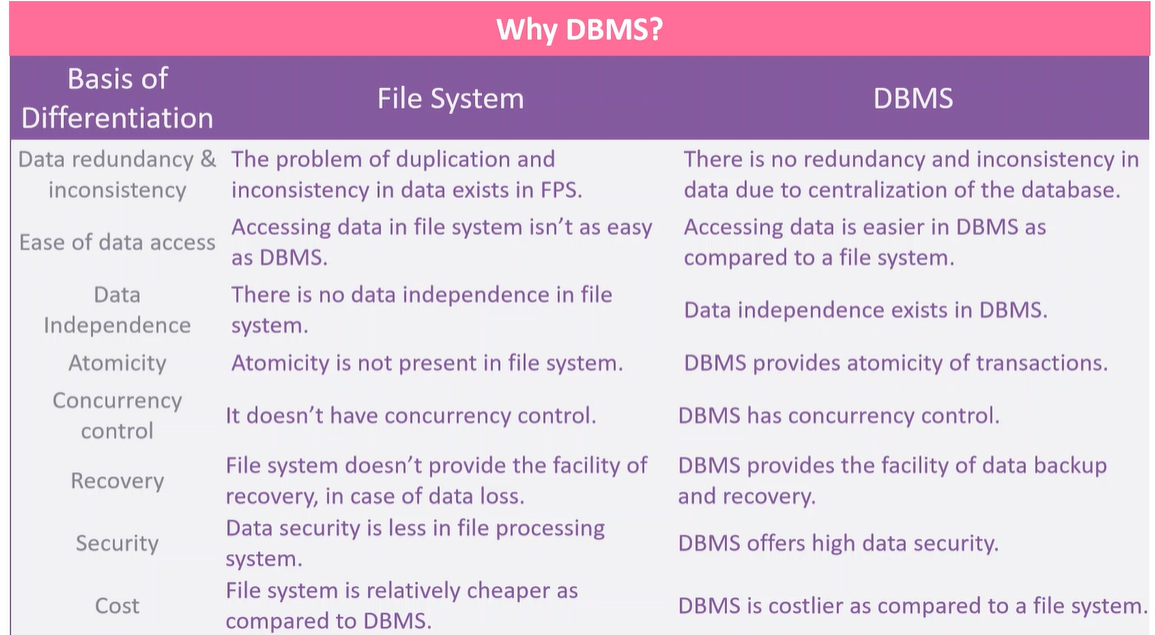 Why DBMS?
Basis of
Differentiation
File System
DBMS
Data redundancy &
inconsistency
The problem of duplication and
inconsistency in data exists in FPS.
There is no redundancy and inconsistency in
data due to centralization of the database.
Ease of data access
Accessing data in file system isn’t as easy
as DBMS.
Accessing data is easier in DBMS as
compared to a file system.
Data
Independence
There is no data independence in file
system.
Data independence exists in DBMS.
Atomicity
Atomicity is not present in file system.
DBMS provides atomicity of transactions.
Concurrency
control
It doesn’t have concurrency control.
DBMS has concurrency control.
Recovery
File system doesn’t provide the facility of
recovery, in case of data loss.
DBMS provides the facility of data backup
and recovery.
Security
Data security is less in file processing
system.
DBMS offers high data security.
Cost
File system is relatively cheaper as
compared to DBMS.
DBMS is costlier as compared to a file system.